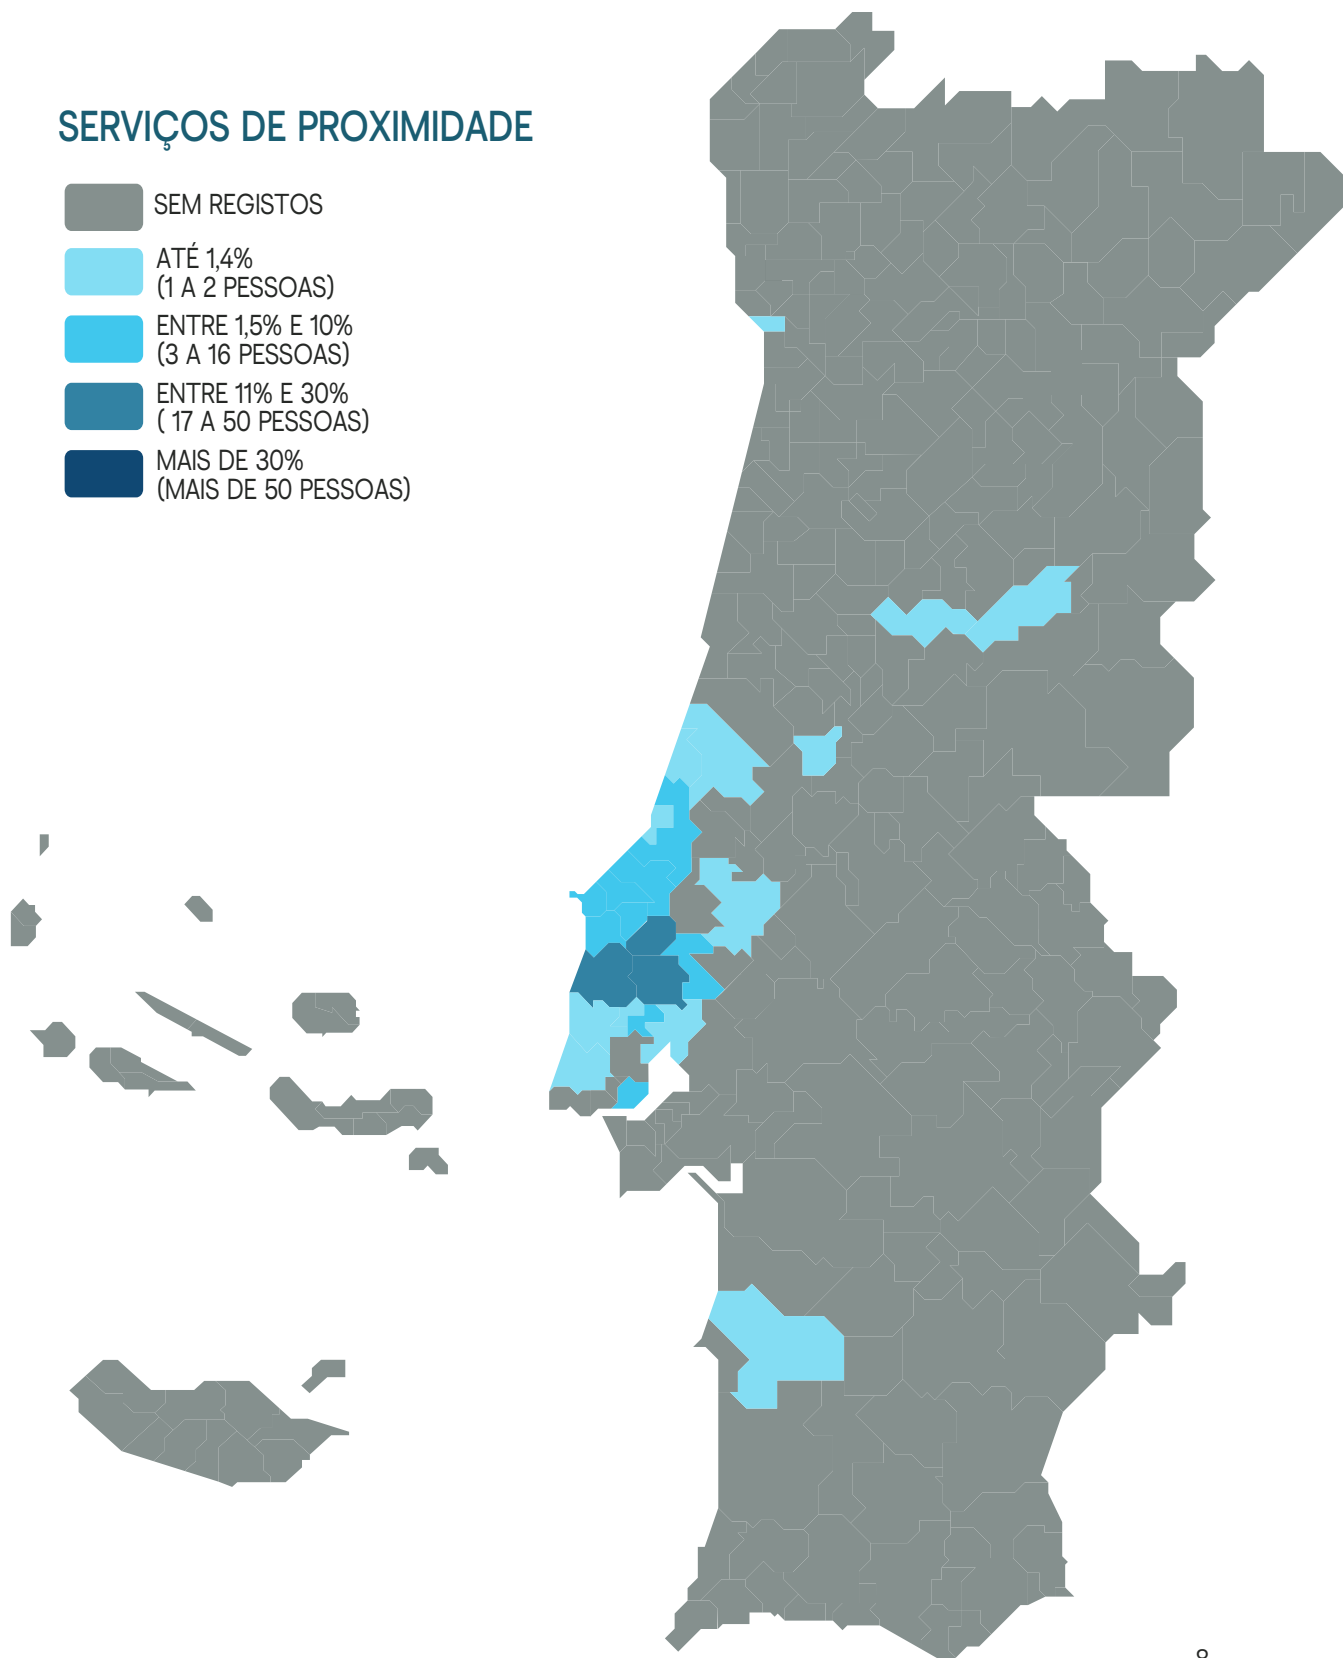 SERVIÇOS DE PROXIMIDADE
SEM REGISTOS
ATÉ 1,4%
(1 A 2 PESSOAS)
ENTRE 1,5% E 10%
(3 A 16 PESSOAS)
ENTRE 11% E 30%
( 17 A 50 PESSOAS)
MAIS DE 30%
(MAIS DE 50 PESSOAS)